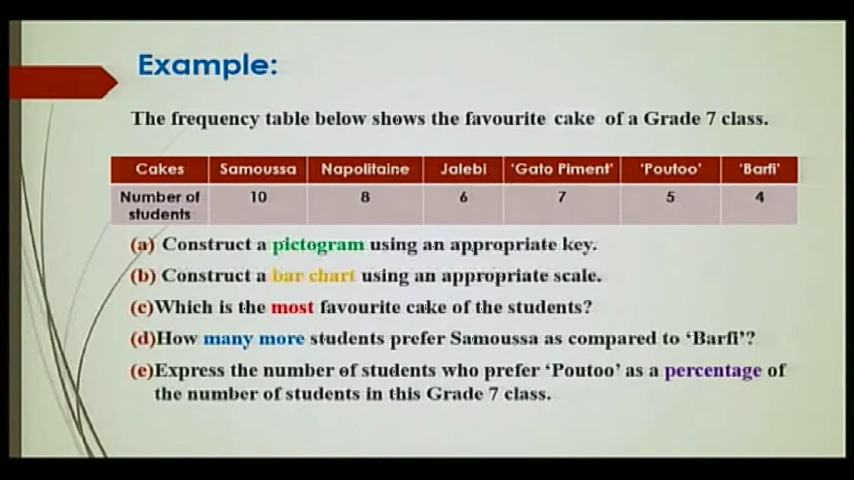 Example:
The frequency table below shows the favourite cake of a Grade 7 class.
Cakes Samoussa Napolitaine Jalebi 'Gato Piment' 'Poutoo' 'Barfi'
Number of students 10 8 6 7 5 4
(a) Construct a pictogram using an appropriate key.
(b) Construct a bar chart using an appropriate scale.
(c)Which is the most favourite cake of the students?
(d)How many more students prefer Samoussa as compared to 'Barfi'?
(e)Express the number of students who prefer 'Poutoo' as a percentage of
the number of students in this Grade 7 class.